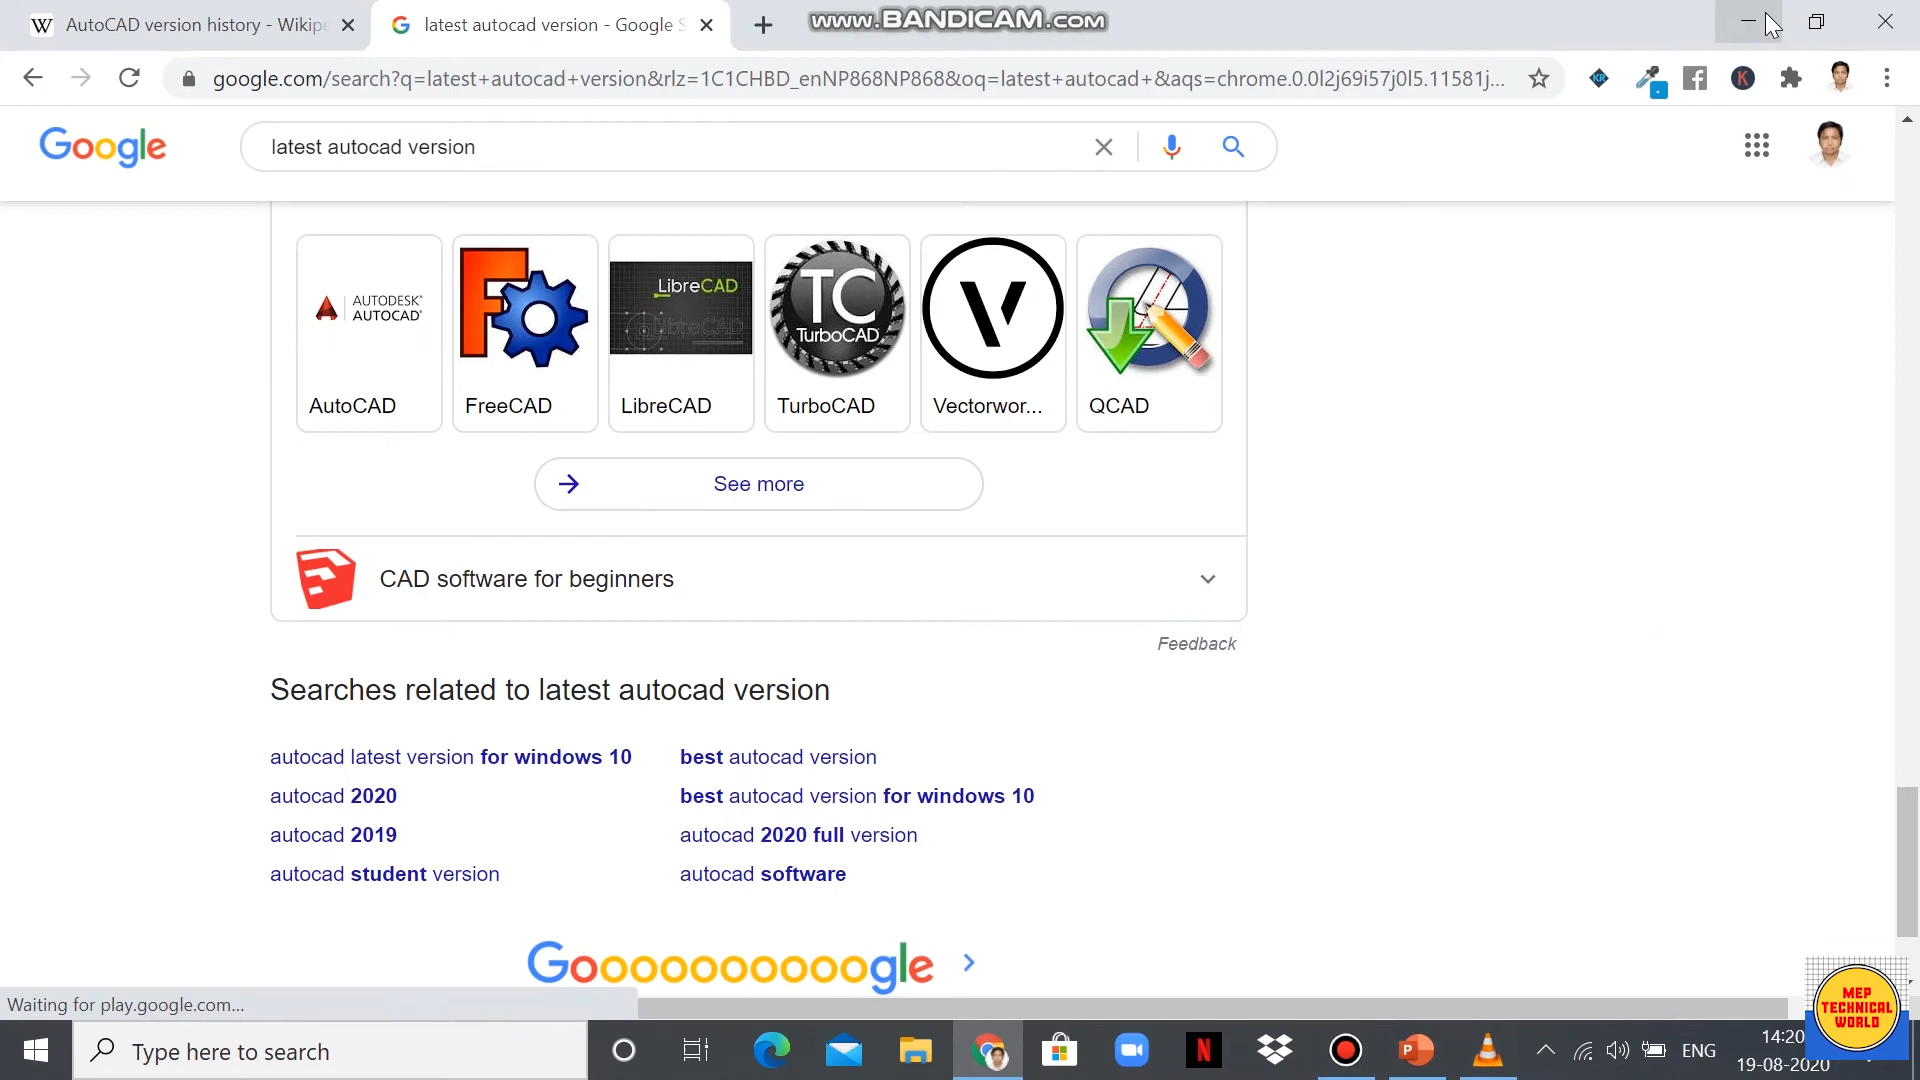 AutoCAD version history - Wikipe
latest autocad version - Google S
www.BANDICAM.com
google.com/search?q=latest+autocad+version&rlz=1C1CHBD_enNP868NP868&oq=latest+autocad+&aqs=chrome.0.0l2j69i57j0l5.11581j...
Google
latest autocad version
AUTODESK
AUTOCAD
LibreCAD
TC
TurboCAD
AutoCAD
FreeCAD
LibreCAD
TurboCAD
Vectorwor...
QCAD
See more
CAD software for beginners
Feedback
Searches related to latest autocad version
autocad latest version for windows 10
best autocad version
autocad 2020
best autocad version for windows 10
autocad 2019
autocad 2020 full version
autocad student version
autocad software
Goooooooooogle
Waiting for play.google.com...
MEP
TECHNICAL
WORLD
Type here to search
ENG
14:20
19-08-2020